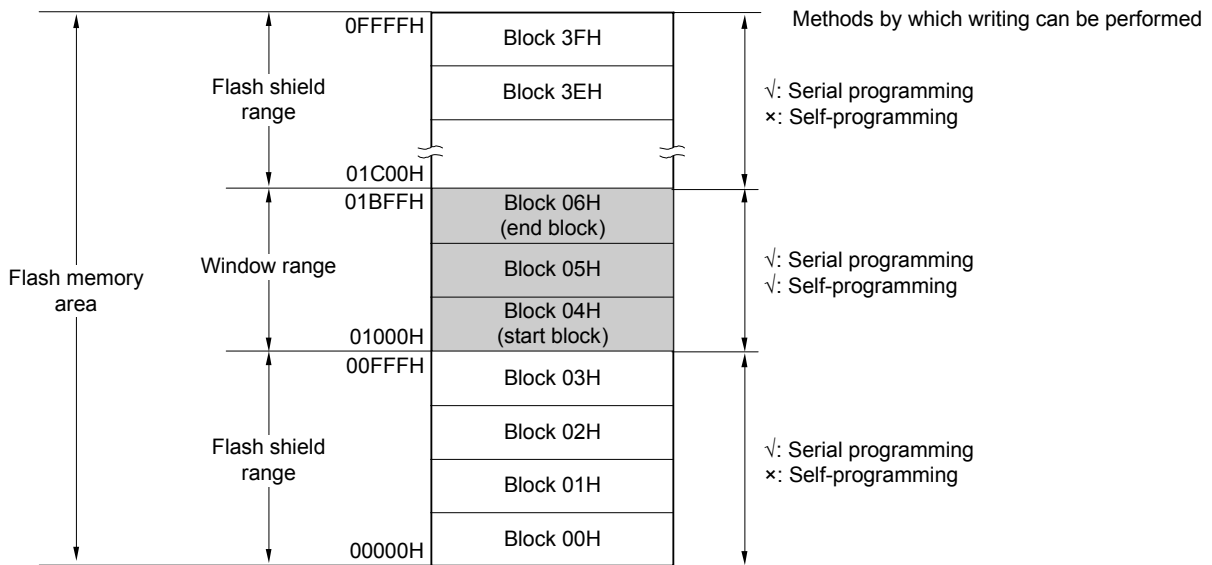 Methods by which writing can be performed
0FFFFH
Block 3FH
Flash shield
range
Block 3EH
√: Serial programming
×: Self-programming
01C00H
01BFFH
Block 06H
(end block)
Flash memory
area
Window range
Block 05H
√: Serial programming
√: Self-programming
Block 04H
(start block)
01000H
00FFFH
Block 03H
Flash shield
range
Block 02H
√: Serial programming
×: Self-programming
Block 01H
00000H
Block 00H